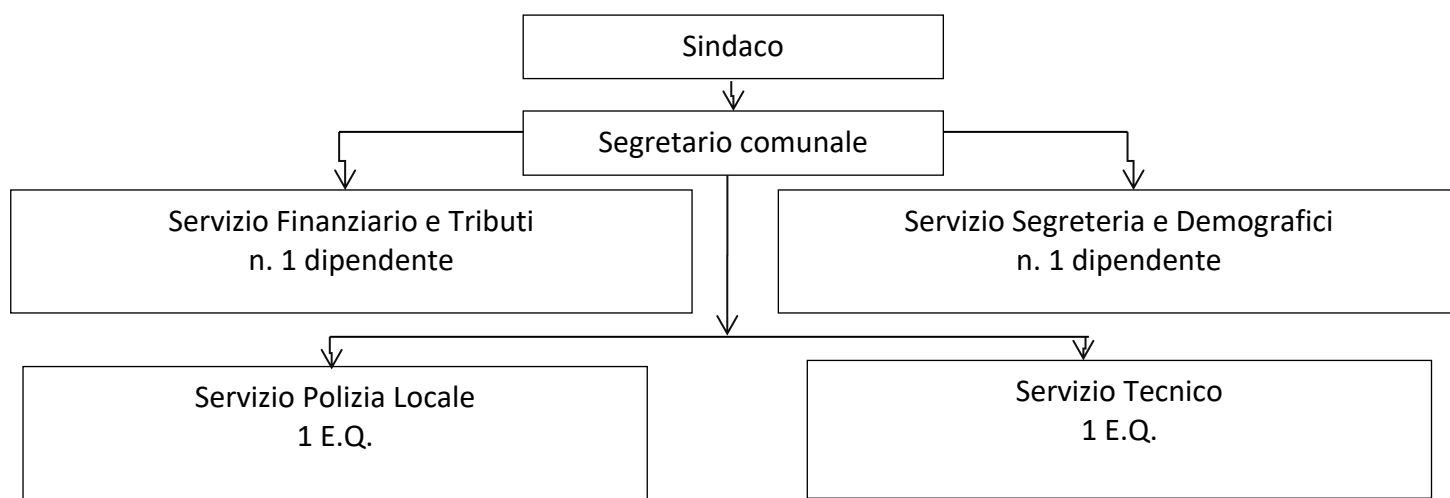 Sindaco
Segretario comunale
Servizio Finanziario e Tributi
n. 1 dipendente
Servizio Segreteria e Demografici
n. 1 dipendente
Servizio Polizia Locale
1 E.Q.
Servizio Tecnico
1 E.Q.